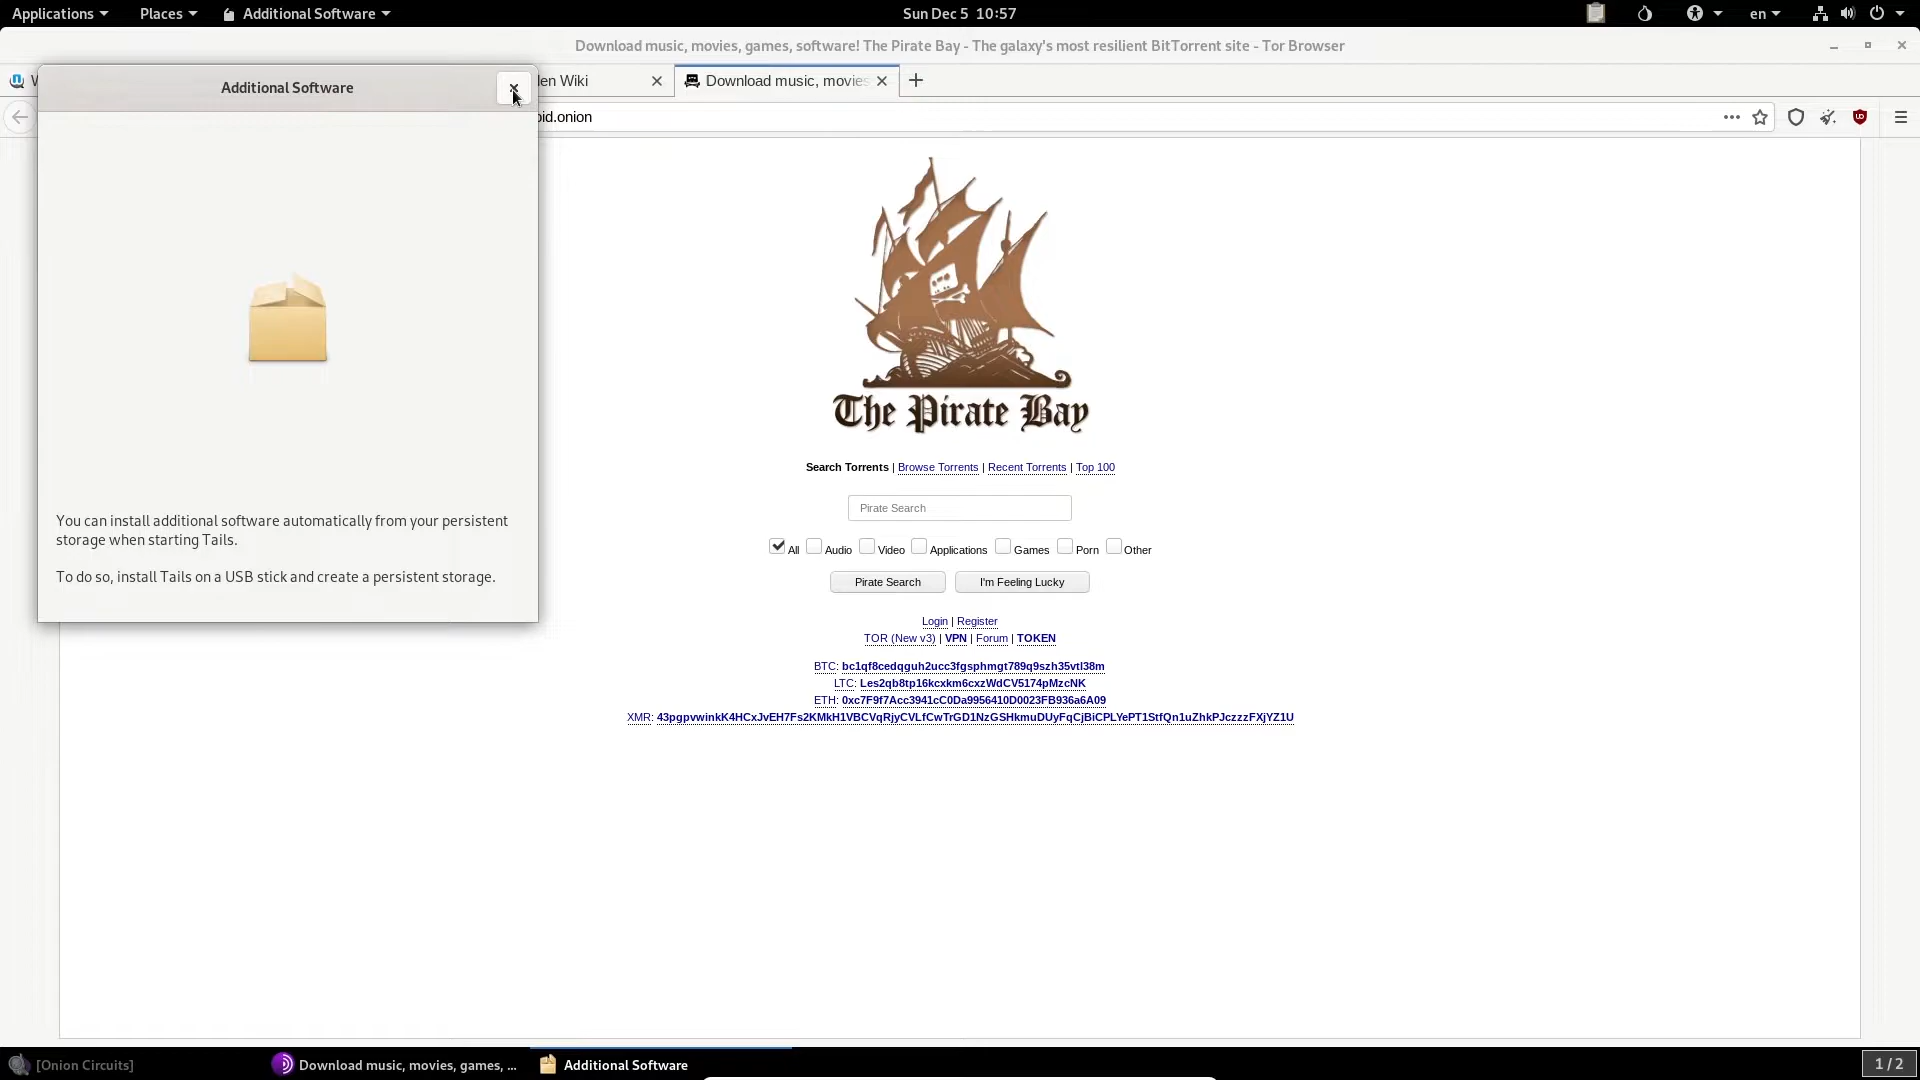 Applications Places Additional Software Sun Dec 5 10:57 en
Download music, movies, games, software! The Pirate Bay - The galaxy's most resilient BitTorrent site - Tor Browser
Additional Software
Wiki
Download music, movies
.onion
You can install additional software automatically from your persistent
storage when starting Tails.
To do so, install Tails on a USB stick and create a persistent storage.
The Pirate Bay
Search Torrents | Browse Torrents | Recent Torrents | Top 100
Pirate Search
All Audio Video Applications Games Porn Other
Pirate Search I'm Feeling Lucky
Login | Register
TOR (New v3) | VPN | Forum | TOKEN
BTC: bc1qf8cedqguh2ucc3fgsphmgt789q9szh35vtl38m
LTC: Les2qb8tp16kcxkm6cxzWdCV5174pMzcNK
ETH: 0xc7F9f7Acc3941cC0Da9956410D0023FB936a6A09
XMR: 43pgpvwinkK4HCxJvEH7Fs2KMkH1VBCVqRjyCVLfCwTrGD1NzGSHkmuDUyFqCjBiCPLYePT1StfQn1uZhkPJczzzFXjYZ1U
[Onion Circuits] Download music, movies, games, ... Additional Software 1 / 2